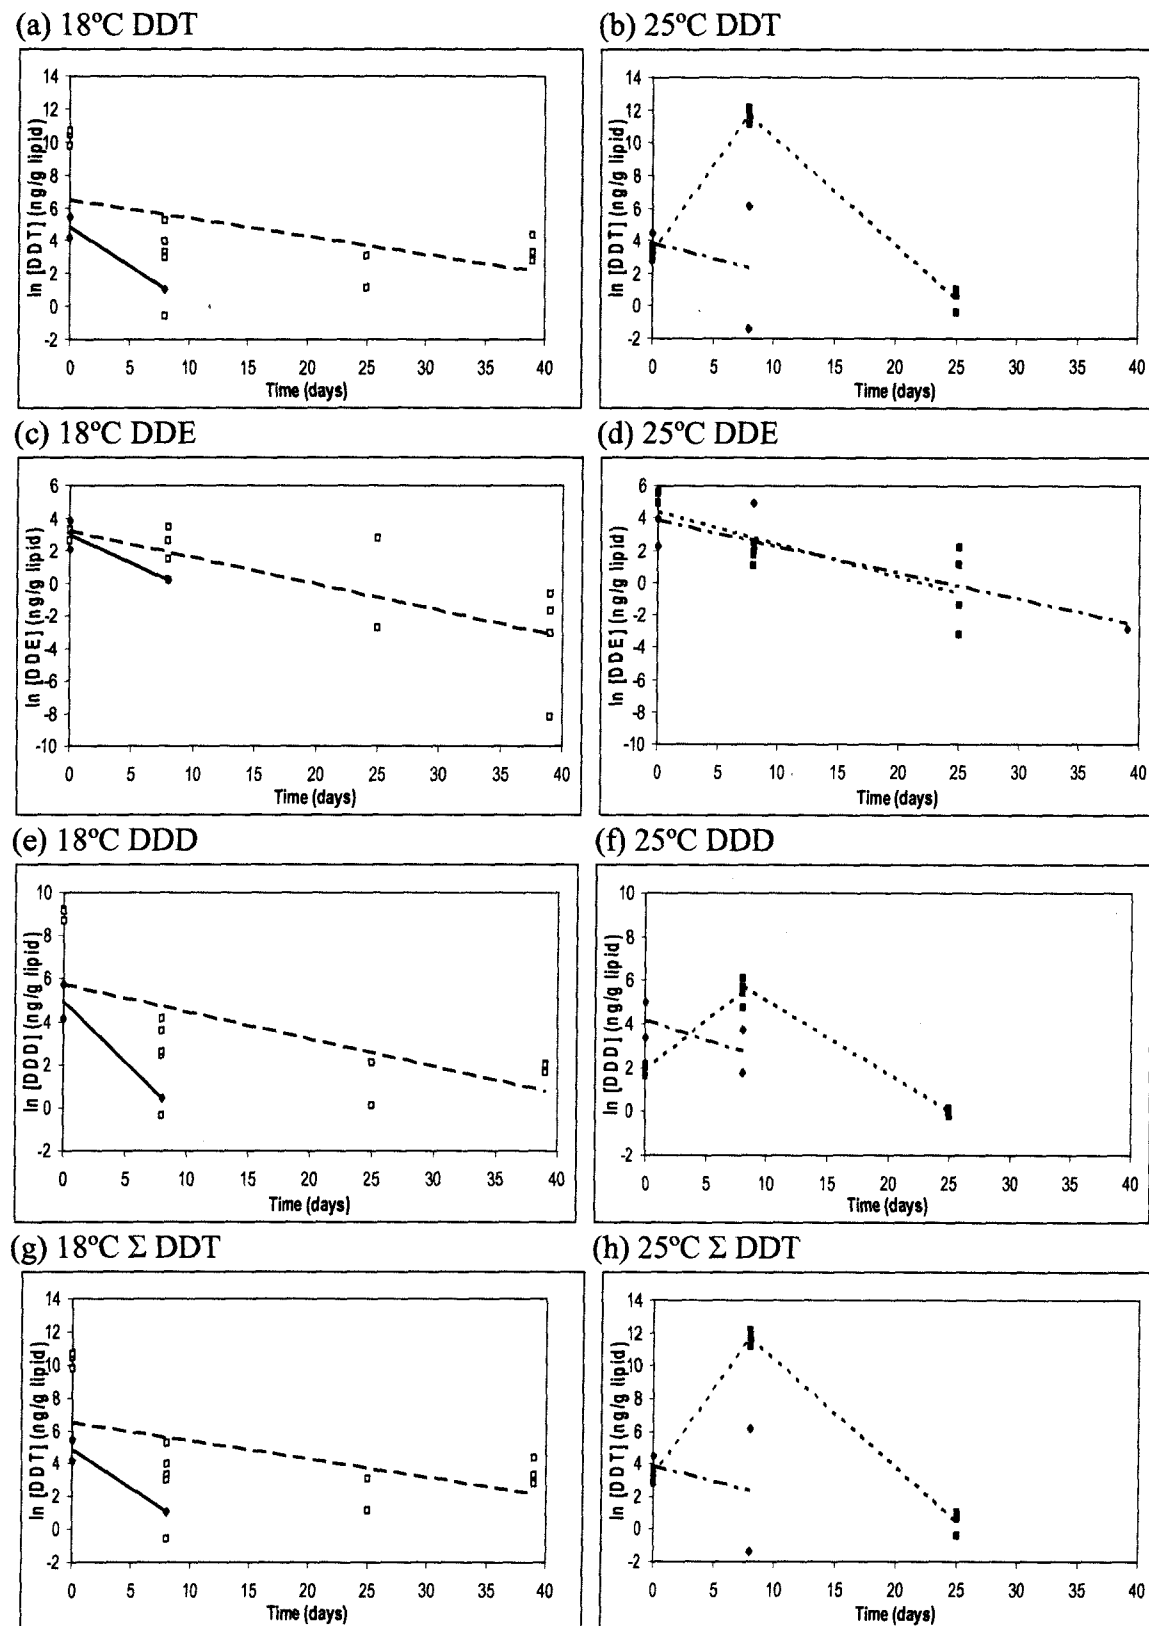 (a) 18ºC DDT
ln [DDT] (ng/g lipid)
14
12
10
8
6
4
2
0
-2
0 5 10 15 20 25 30 35 40
Time (days)
(b) 25ºC DDT
ln [DDT] (ng/g lipid)
14
12
10
8
6
4
2
0
-2
0 5 10 15 20 25 30 35 40
Time (days)
(c) 18ºC DDE
ln [DDE] (ng/g lipid)
6
4
2
0
-2
-4
-6
-8
-10
0 5 10 15 20 25 30 35 40
Time (days)
(d) 25ºC DDE
ln [DDE] (ng/g lipid)
6
4
2
0
-2
-4
-6
-8
-10
0 5 10 15 20 25 30 35 40
Time (days)
(e) 18ºC DDD
ln [DDD] (ng/g lipid)
10
8
6
4
2
0
-2
0 5 10 15 20 25 30 35 40
Time (days)
(f) 25ºC DDD
ln [DDD] (ng/g lipid)
10
8
6
4
2
0
-2
0 5 10 15 20 25 30 35 40
Time (days)
(g) 18ºC Σ DDT
ln [DDT] (ng/g lipid)
14
12
10
8
6
4
2
0
-2
0 5 10 15 20 25 30 35 40
Time (days)
(h) 25ºC Σ DDT
ln [DDT] (ng/g lipid)
14
12
10
8
6
4
2
0
-2
0 5 10 15 20 25 30 35 40
Time (days)